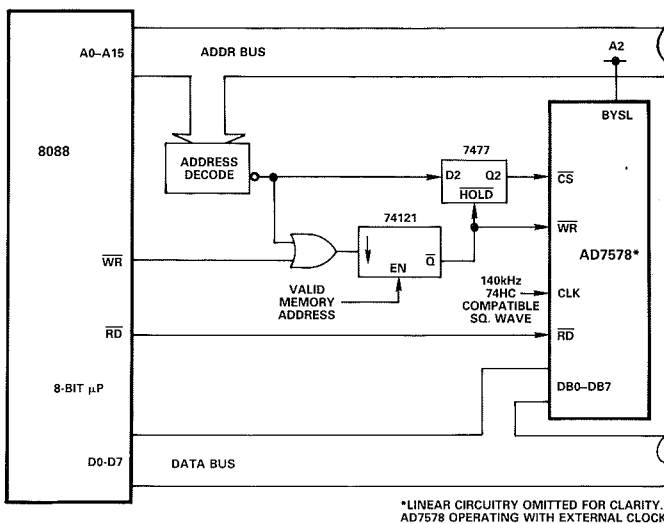 A0–A15
ADDR BUS
A2
BYSL
8088
ADDRESS
DECODE
7477
D2 Q2
HOLD
CS
74121
WR
EN
Q
WR
AD7578*
VALID
MEMORY
ADDRESS
140kHz
74HC
COMPATIBLE
SQ. WAVE
CLK
RD
RD
8-BIT μP
DB0–DB7
D0-D7
DATA BUS
*LINEAR CIRCUITRY OMITTED FOR CLARITY.
AD7578 OPERATING WITH EXTERNAL CLOCK